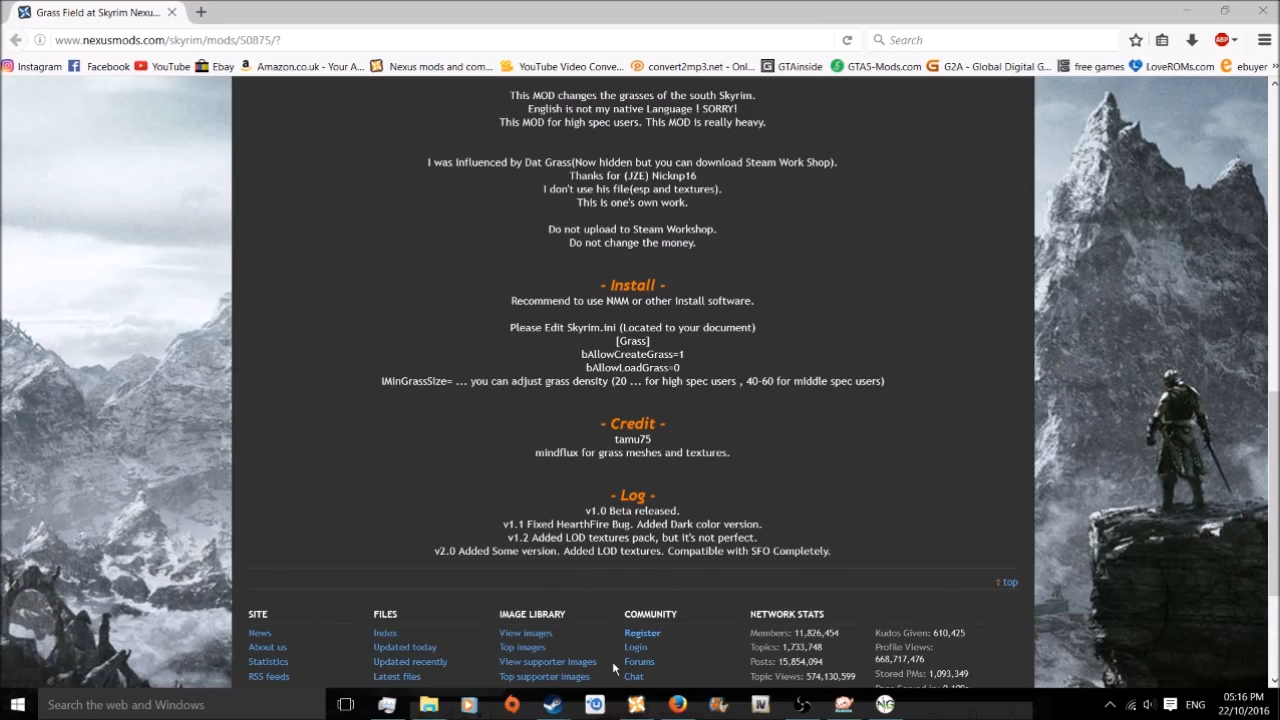 Grass Field at Skyrim Nexu...
www.nexusmods.com/skyrim/mods/50875/?
Search
ABP
Instagram
Facebook
YouTube
Ebay
Amazon.co.uk - Your A...
Nexus mods and com...
YouTube Video Conve...
convert2mp3.net - Onl...
GTAinside
GTA5-Mods.com
G2A - Global Digital G...
free games
LoveROMs.com
ebuyer
This MOD changes the grasses of the south Skyrim.
English is not my native Language ! SORRY!
This MOD for high spec users. This MOD is really heavy.
I was influenced by Dat Grass(Now hidden but you can download Steam Work Shop).
Thanks for (JZE) Nicknp16
I don't use his file(esp and textures).
This is one's own work.
Do not upload to Steam Workshop.
Do not change the money.
- Install -
Recommend to use NMM or other install software.
Please Edit Skyrim.ini (Located to your document)
[Grass]
bAllowCreateGrass=1
bAllowLoadGrass=0
iMinGrassSize= ... you can adjust grass density (20 ... for high spec users , 40-60 for middle spec users)
- Credit -
tamu75
mindflux for grass meshes and textures.
- Log -
v1.0 Beta released.
v1.1 Fixed HearthFire Bug. Added Dark color version.
v1.2 Added LOD textures pack, but it's not perfect.
v2.0 Added Some version. Added LOD textures. Compatible with SFO Completely.
⇡ top
SITE
News
About us
Statistics
RSS feeds
FILES
Index
Updated today
Updated recently
Latest files
IMAGE LIBRARY
View images
Top images
View supporter images
Top supporter images
COMMUNITY
Register
Login
Forums
Chat
NETWORK STATS
Members: 11,826,454
Topics: 1,733,748
Posts: 15,854,094
Topic Views: 574,130,599
Kudos Given: 610,425
Profile Views:
668,717,476
Stored PMs: 1,093,349
Search the web and Windows
ENG
05:16 PM
22/10/2016